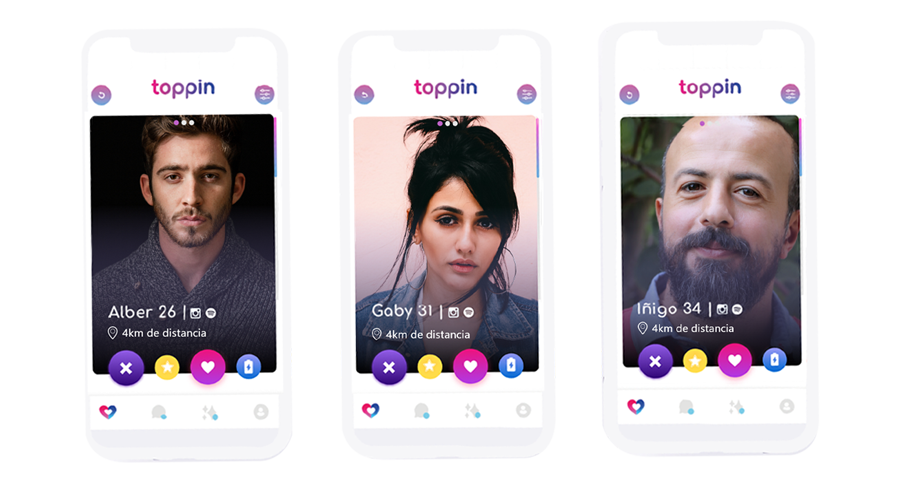 toppin
Alber 26 |
4km de distancia
toppin
Gaby 31 |
4km de distancia
toppin
Iñigo 34 |
4km de distancia